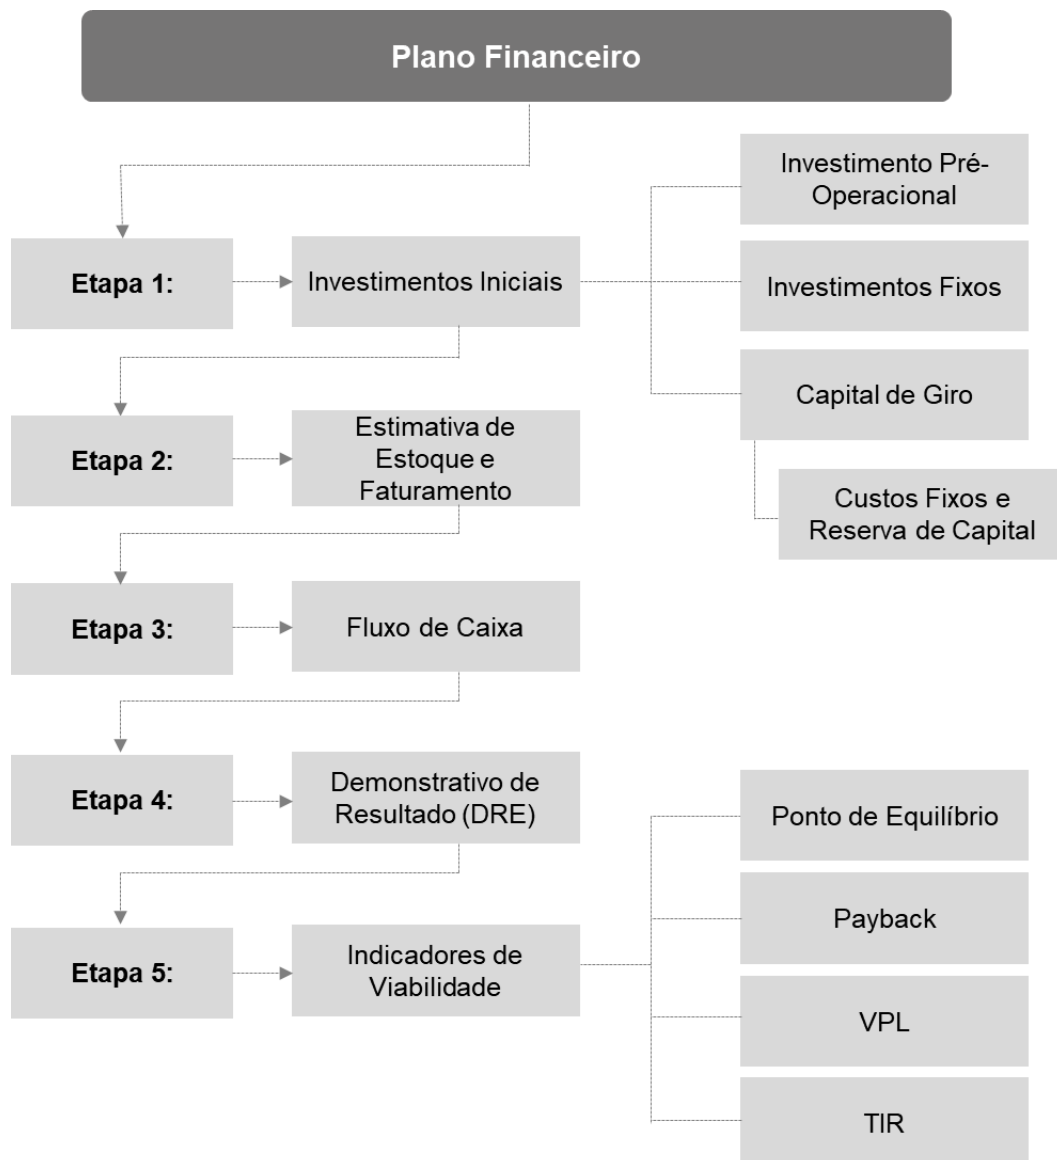 Plano Financeiro
Etapa 1:
Investimentos Iniciais
Investimento Pré-
Operacional
Investimentos Fixos
Capital de Giro
Custos Fixos e
Reserva de Capital
Etapa 2:
Estimativa de
Estoque e
Faturamento
Etapa 3:
Fluxo de Caixa
Etapa 4:
Demonstrativo de
Resultado (DRE)
Etapa 5:
Indicadores de
Viabilidade
Ponto de Equilíbrio
Payback
VPL
TIR